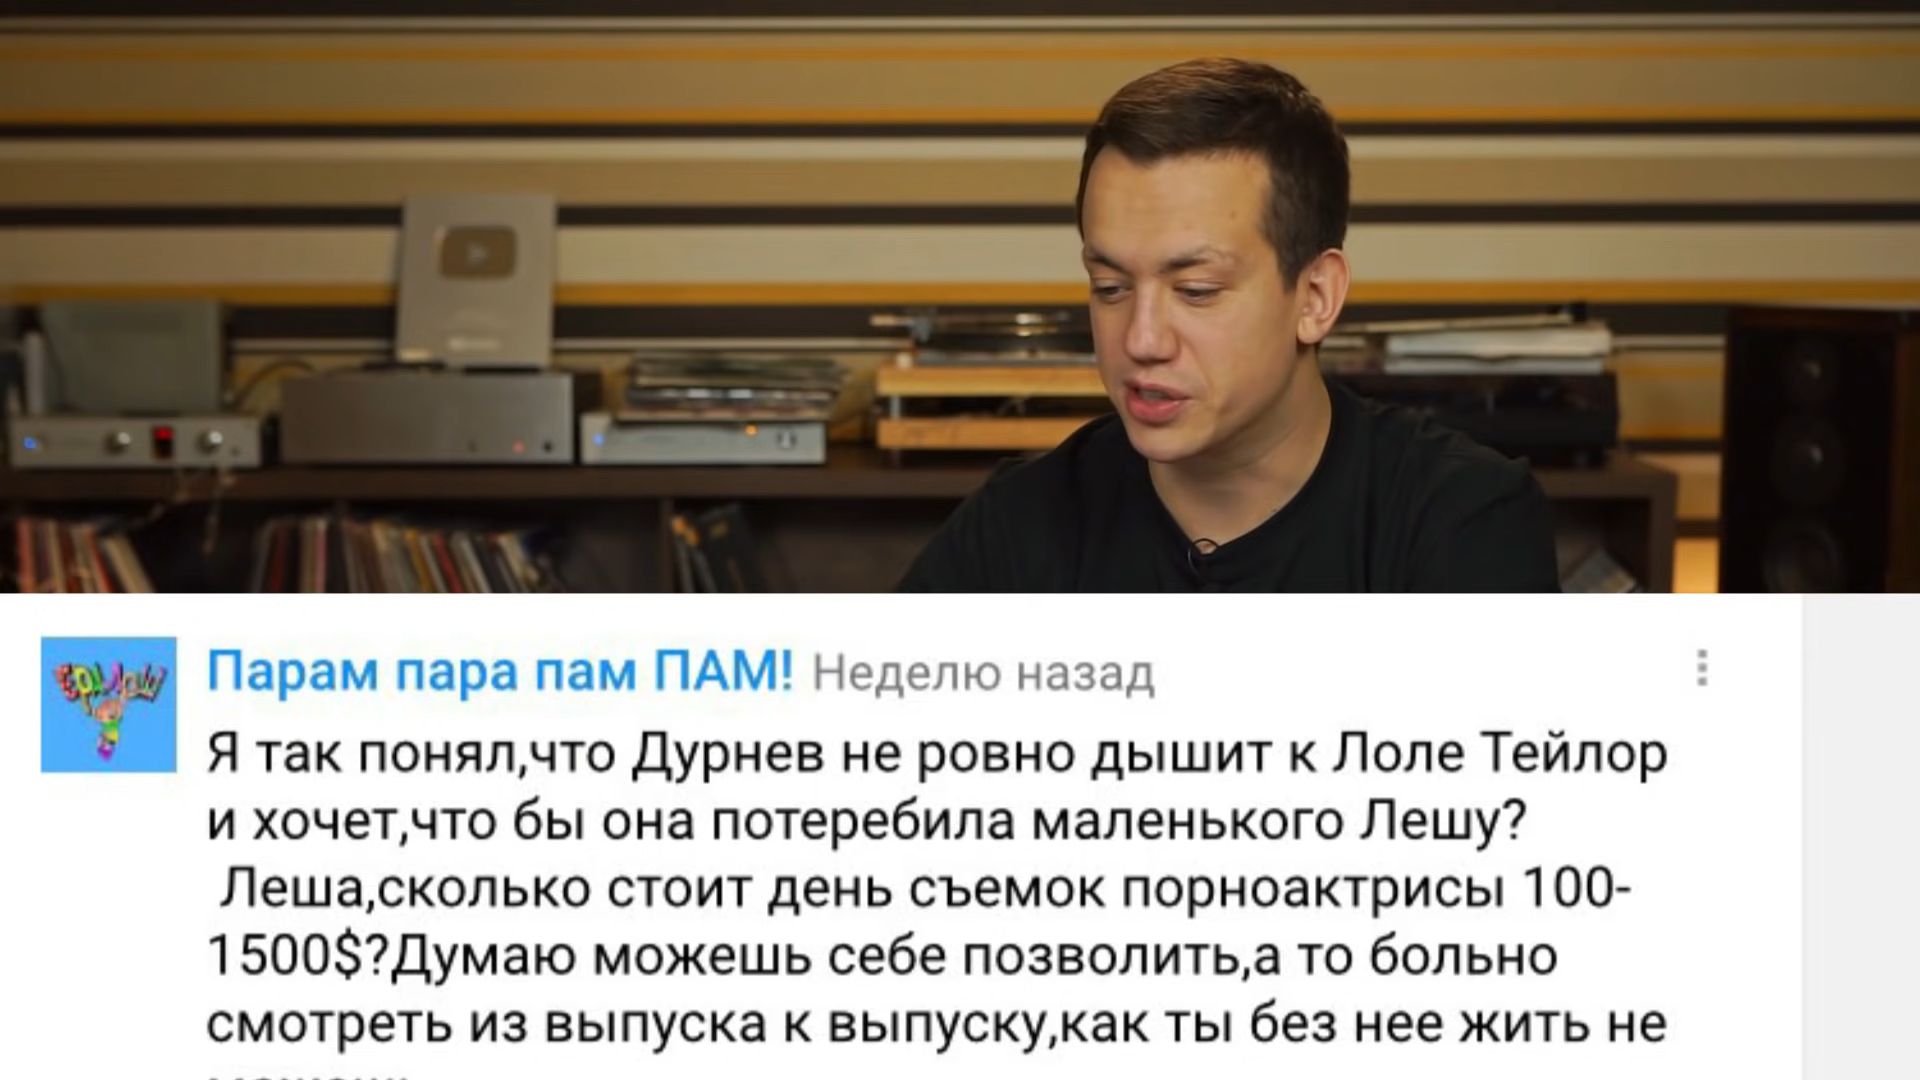 Парам пара пам ПАМ! Неделю назад
Я так понял,что Дурнев не ровно дышит к Лоле Тейлор
и хочет,что бы она потеребила маленького Лешу?
Леша,сколько стоит день съемок порноактрисы 100-
1500$?Думаю можешь себе позволить,а то больно
смотреть из выпуска к выпуску,как ты без нее жить не